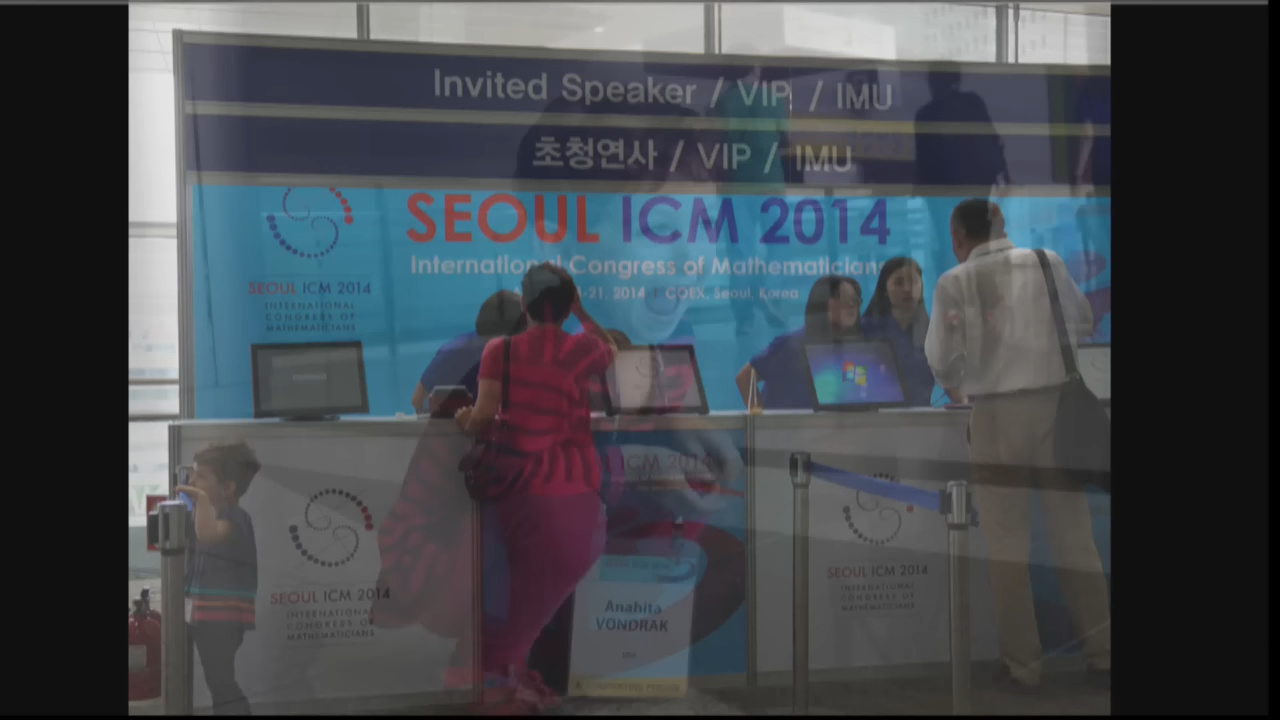 Invited Speaker / VIP / IMU
초청연사 / VIP / IMU
SEOUL ICM 2014
International Congress of Mathematicians
-21, 2014 | COEX, Seoul, Korea
SEOUL ICM 2014
INTERNATIONAL
CONGRESS OF
MATHEMATICIANS
ICM 2014
SEOUL ICM 2014
INTERNATIONAL
CONGRESS OF
MATHEMATICIANS
SEOUL ICM 2014
INTERNATIONAL
CONGRESS OF
MATHEMATICIANS
Anahita
VONDRAK